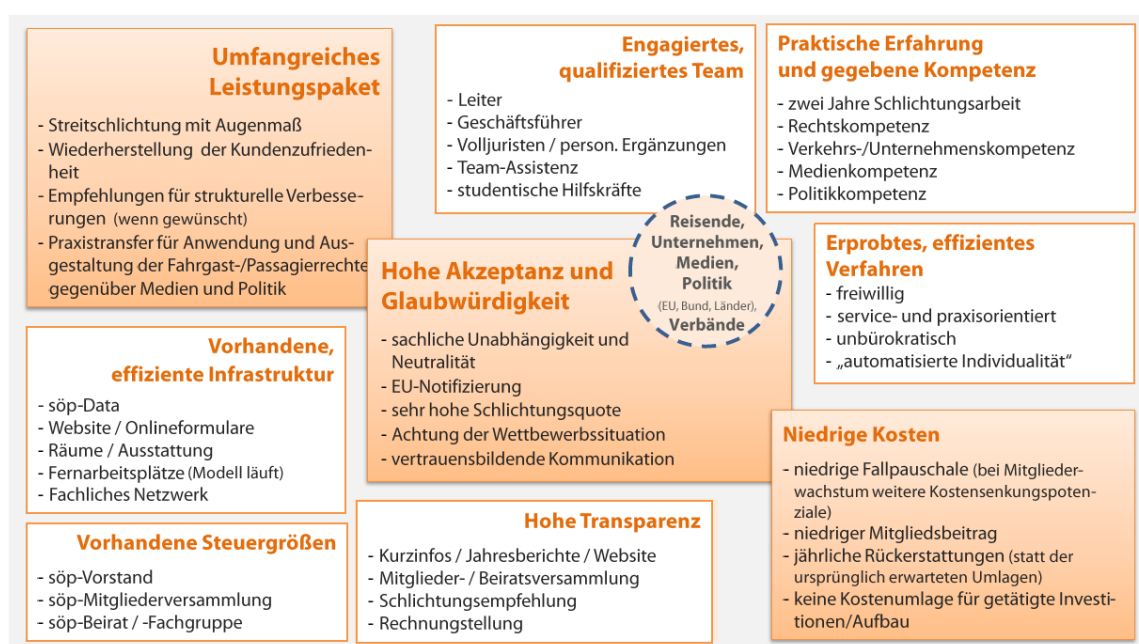 Umfangreiches
Leistungspaket
- Streitschlichtung mit Augenmaß
- Wiederherstellung der Kundenzufrieden-
heit
- Empfehlungen für strukturelle Verbesse-
rungen (wenn gewünscht)
- Praxistransfer für Anwendung und Aus-
gestaltung der Fahrgast-/Passagierrechte
gegenüber Medien und Politik
Engagiertes,
qualifiziertes Team
- Leiter
- Geschäftsführer
- Volljuristen / person. Ergänzungen
- Team-Assistenz
- studentische Hilfskräfte
Praktische Erfahrung
und gegebene Kompetenz
- zwei Jahre Schlichtungsarbeit
- Rechtskompetenz
- Verkehrs-/Unternehmenskompetenz
- Medienkompetenz
- Politikkompetenz
Hohe Akzeptanz und
Glaubwürdigkeit
- sachliche Unabhängigkeit und
Neutralität
- EU-Notifizierung
- sehr hohe Schlichtungsquote
- Achtung der Wettbewerbssituation
- vertrauensbildende Kommunikation
Reisende,
Unternehmen,
Medien,
Politik
(EU, Bund, Länder),
Verbände
Erprobtes, effizientes
Verfahren
- freiwillig
- service- und praxisorientiert
- unbürokratisch
- „automatisierte Individualität“
Vorhandene,
effiziente Infrastruktur
- söp-Data
- Website / Onlineformulare
- Räume / Ausstattung
- Fernarbeitsplätze (Modell läuft)
- Fachliches Netzwerk
Niedrige Kosten
- niedrige Fallpauschale (bei Mitglieder-
wachstum weitere Kostensenkungspoten-
ziale)
- niedriger Mitgliedsbeitrag
- jährliche Rückerstattungen (statt der
ursprünglich erwarteten Umlagen)
- keine Kostenumlage für getätigte Investi-
tionen/Aufbau
Vorhandene Steuergrößen
- söp-Vorstand
- söp-Mitgliederversammlung
- söp-Beirat / -Fachgruppe
Hohe Transparenz
- Kurzinfos / Jahresberichte / Website
- Mitglieder- / Beiratsversammlung
- Schlichtungsempfehlung
- Rechnungstellung